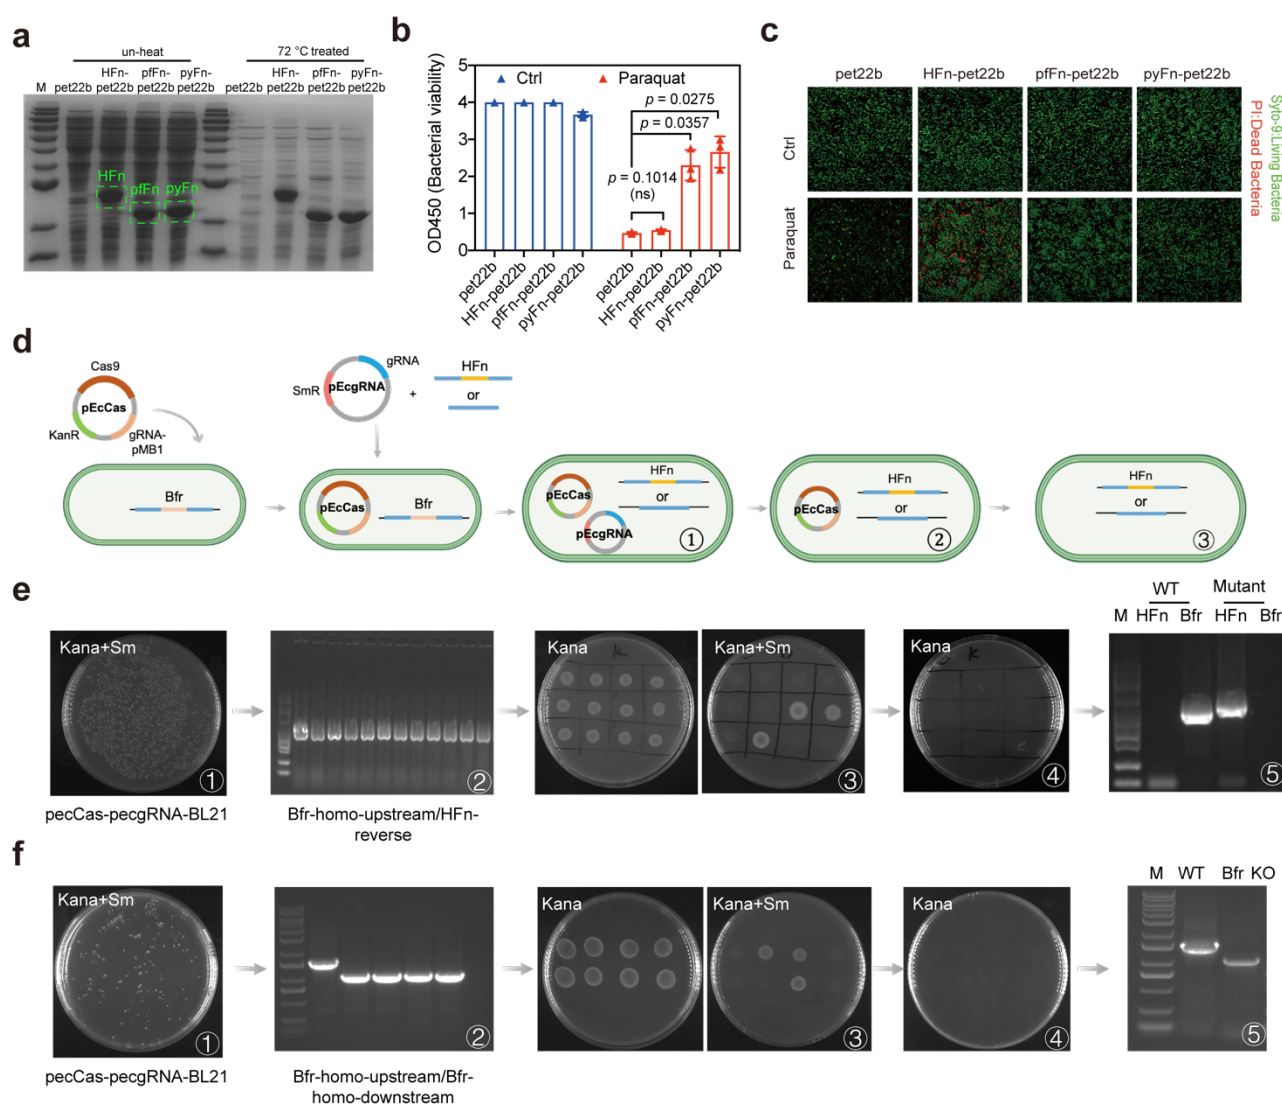 a
un-heat
72 °C treated
HFn-
pfFn-
pyFn-
HFn-
pfFn-
pyFn-
M
pet22b
pet22b
pet22b
pet22b
pet22b
pet22b
pet22b
pet22b
HFn
pfFn
pyFn
b
OD450 (Bacterial viability)
5
4
3
2
1
0
Ctrl
Paraquat
p = 0.0275
p = 0.0357
p = 0.1014
(ns)
pet22b
HFn-pet22b
pfFn-pet22b
pyFn-pet22b
pet22b
HFn-pet22b
pfFn-pet22b
pyFn-pet22b
c
pet22b
HFn-pet22b
pfFn-pet22b
pyFn-pet22b
Ctrl
Paraquat
Syto-9:Living Bacteria
PI:Dead Bacteria
d
Cas9
pEcCas
KanR
gRNA-
pMB1
Bfr
gRNA
SmR
pEcgRNA
+
HFn
or
pEcCas
Bfr
pEcCas
pEcgRNA
HFn
or
①
pEcCas
HFn
or
②
HFn
or
③
e
Kana+Sm
①
pecCas-pecgRNA-BL21
②
Bfr-homo-upstream/HFn-
reverse
Kana
K
Kana+Sm
③
Kana
K
④
WT
Mutant
M
HFn
Bfr
HFn
Bfr
⑤
f
Kana+Sm
①
pecCas-pecgRNA-BL21
②
Bfr-homo-upstream/Bfr-
homo-downstream
Kana
Kana+Sm
③
Kana
④
M
WT
Bfr KO
⑤